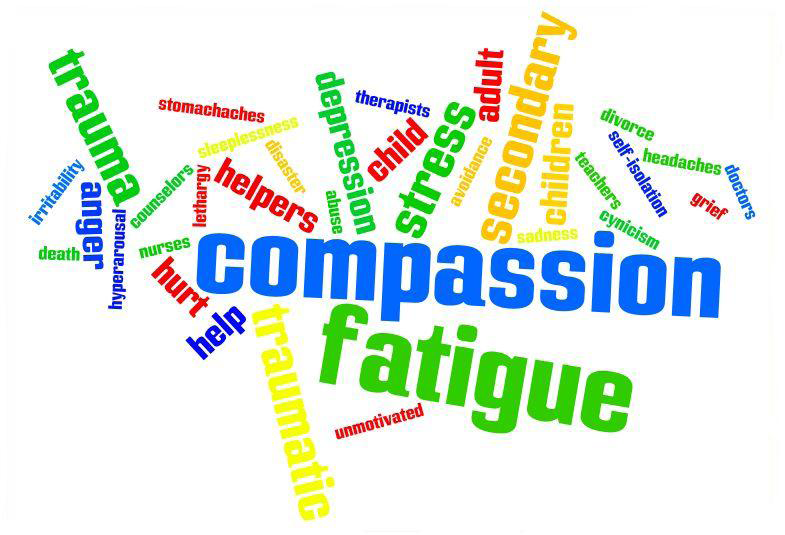 trauma
stomachaches
sleeplessness
disaster
depression
therapists
child
stress
adult
secondary
avoidance
children
divorce
self-isolation
headaches
doctors
teachers
grief
cynicism
sadness
irritability
anger
counselors
lethargy
helpers
abuse
death
hyperarousal
nurses
hurt
help
compassion
fatigue
traumatic
unmotivated